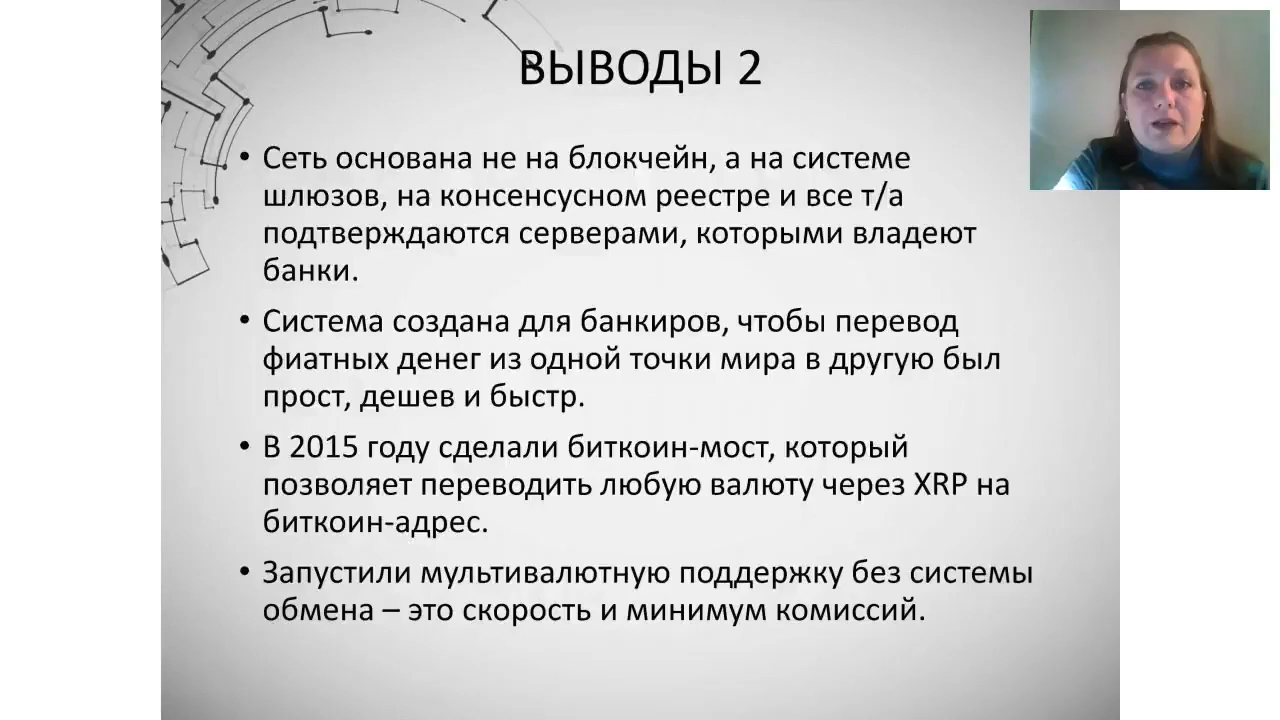 ВЫВОДЫ 2
• Сеть основана не на блокчейн, а на системе
шлюзов, на консенсусном реестре и все т/а
подтверждаются серверами, которыми владеют
банки.
• Система создана для банкиров, чтобы перевод
фиатных денег из одной точки мира в другую был
прост, дешев и быстр.
• В 2015 году сделали биткоин-мост, который
позволяет переводить любую валюту через XRP на
биткоин-адрес.
• Запустили мультивалютную поддержку без системы
обмена – это скорость и минимум комиссий.